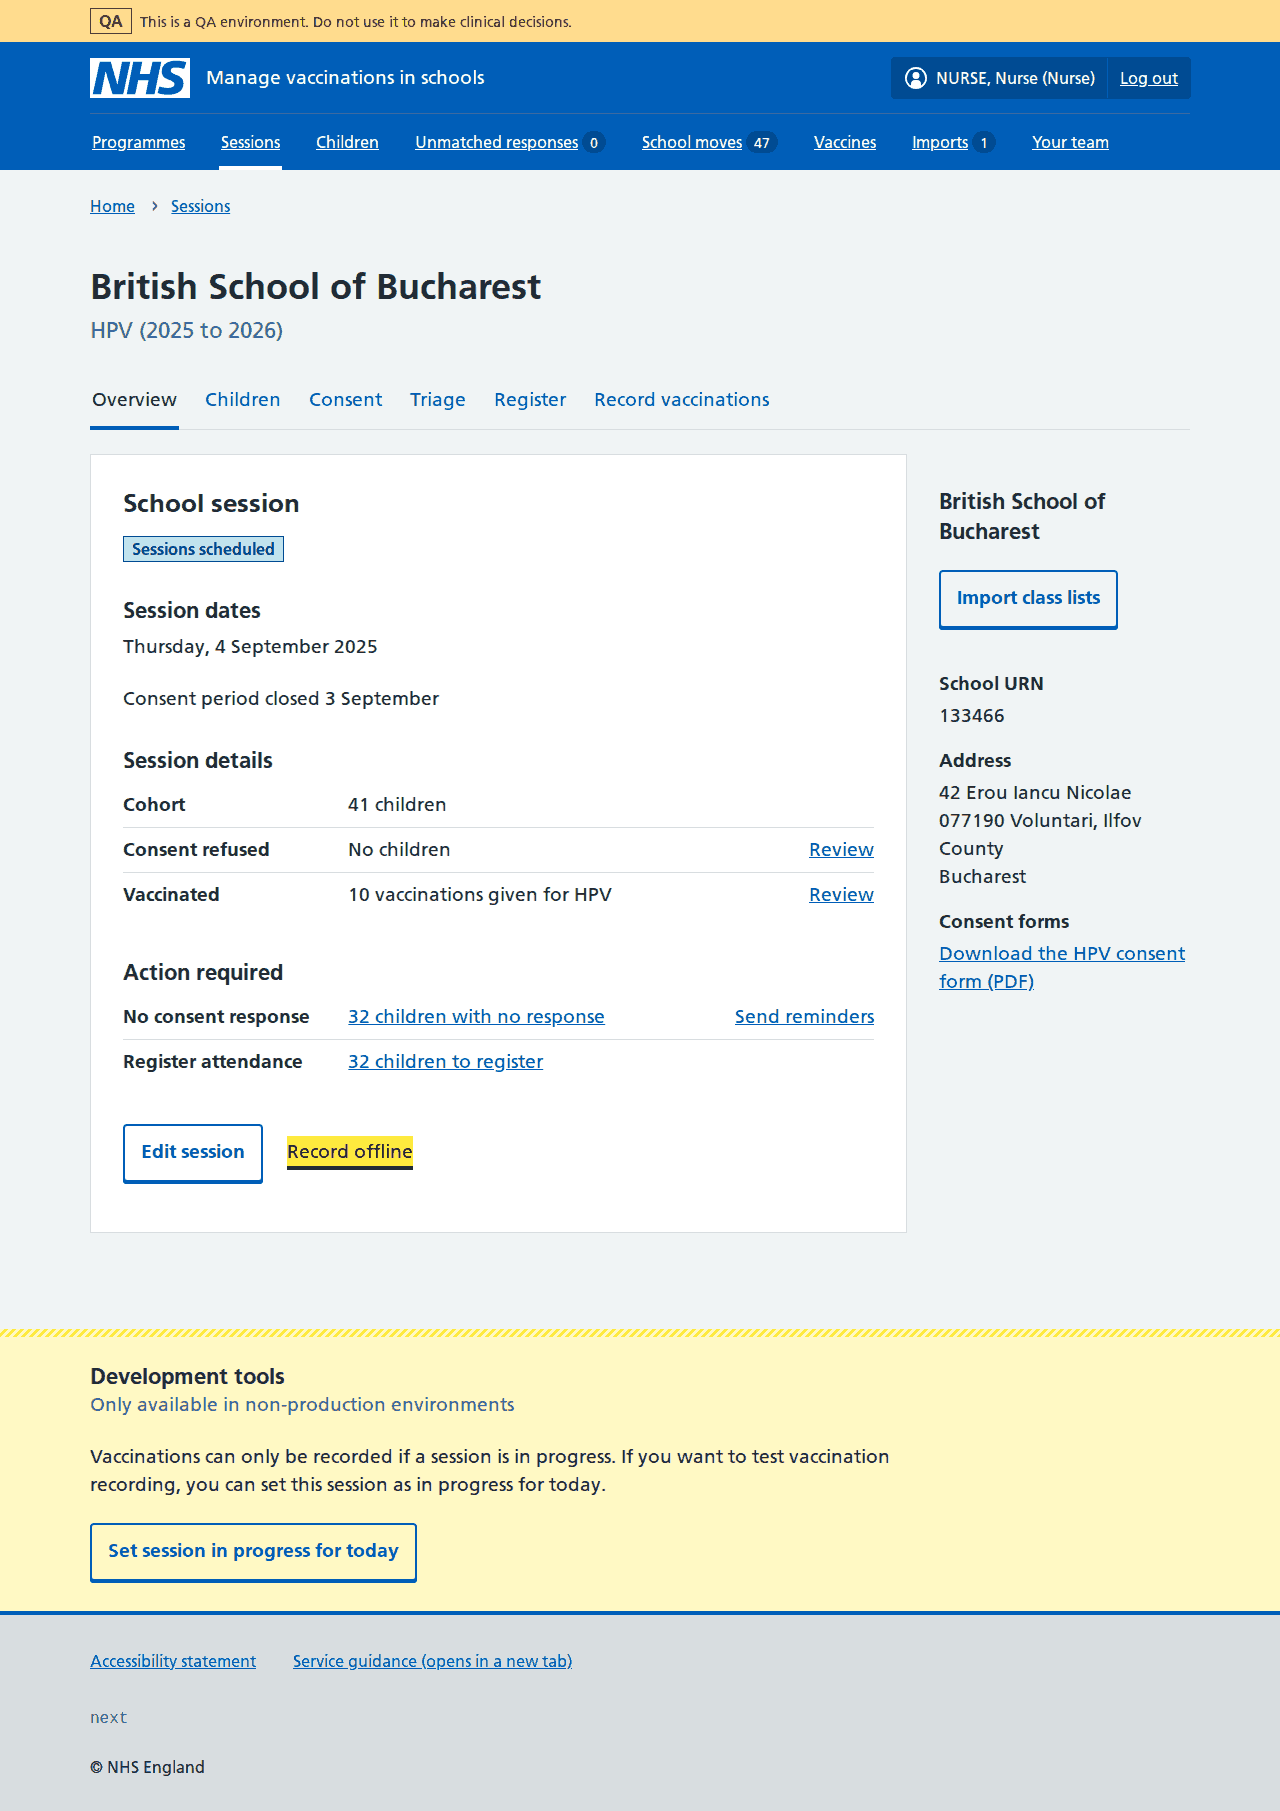 QA This is a QA environment. Do not use it to make clinical decisions.
NHS Manage vaccinations in schools NURSE, Nurse (Nurse) Log out
Programmes Sessions Children Unmatched responses 0 School moves 47 Vaccines Imports 1 Your team
Home › Sessions
British School of Bucharest
HPV (2025 to 2026)
Overview Children Consent Triage Register Record vaccinations
School session
Sessions scheduled
Session dates
Thursday, 4 September 2025
Consent period closed 3 September
Session details
Cohort 41 children
Consent refused No children Review
Vaccinated 10 vaccinations given for HPV Review
Action required
No consent response 32 children with no response Send reminders
Register attendance 32 children to register
Edit session Record offline
British School of
Bucharest
Import class lists
School URN
133466
Address
42 Erou Iancu Nicolae
077190 Voluntari, Ilfov
County
Bucharest
Consent forms
Download the HPV consent
form (PDF)
Development tools
Only available in non-production environments
Vaccinations can only be recorded if a session is in progress. If you want to test vaccination
recording, you can set this session as in progress for today.
Set session in progress for today
Accessibility statement Service guidance (opens in a new tab)
next
© NHS England